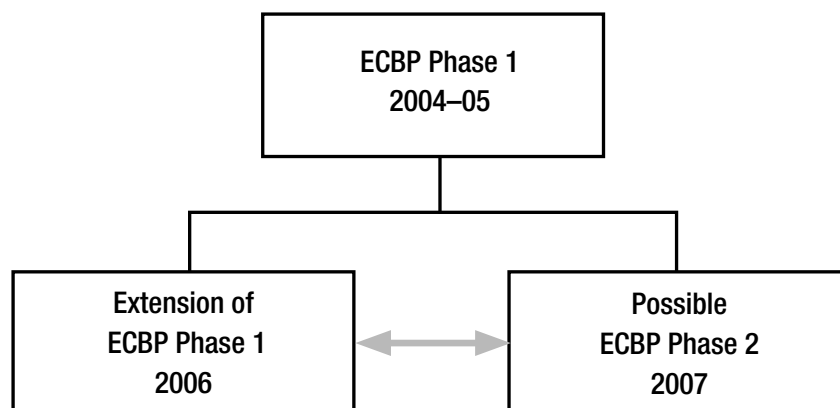 ECBP Phase 1
2004–05
Extension of
ECBP Phase 1
2006
Possible
ECBP Phase 2
2007